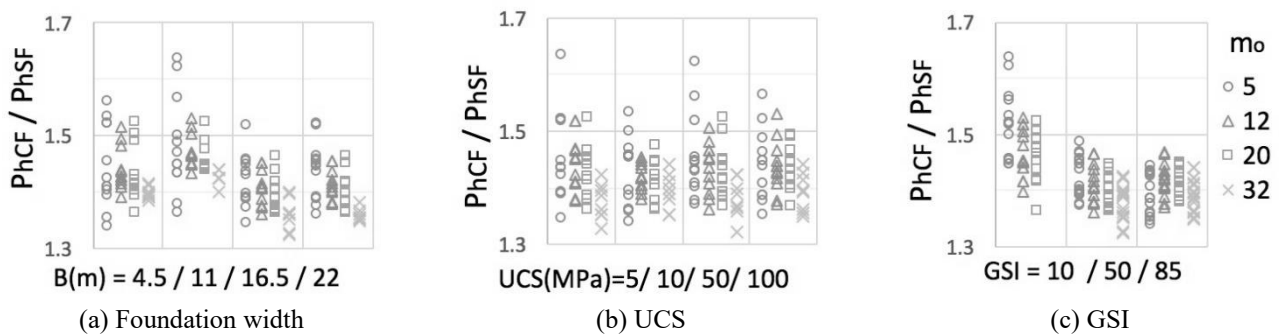 1.7
1.5
1.3
PhCF / PhSF
B(m) = 4.5 / 11 / 16.5 / 22
(a) Foundation width
1.7
1.5
1.3
PhCF / PhSF
UCS(MPa)=5/ 10/ 50/ 100
(b) UCS
1.7
1.5
1.3
PhCF / PhSF
GSI = 10 / 50 / 85
(c) GSI
mo
5
12
20
32